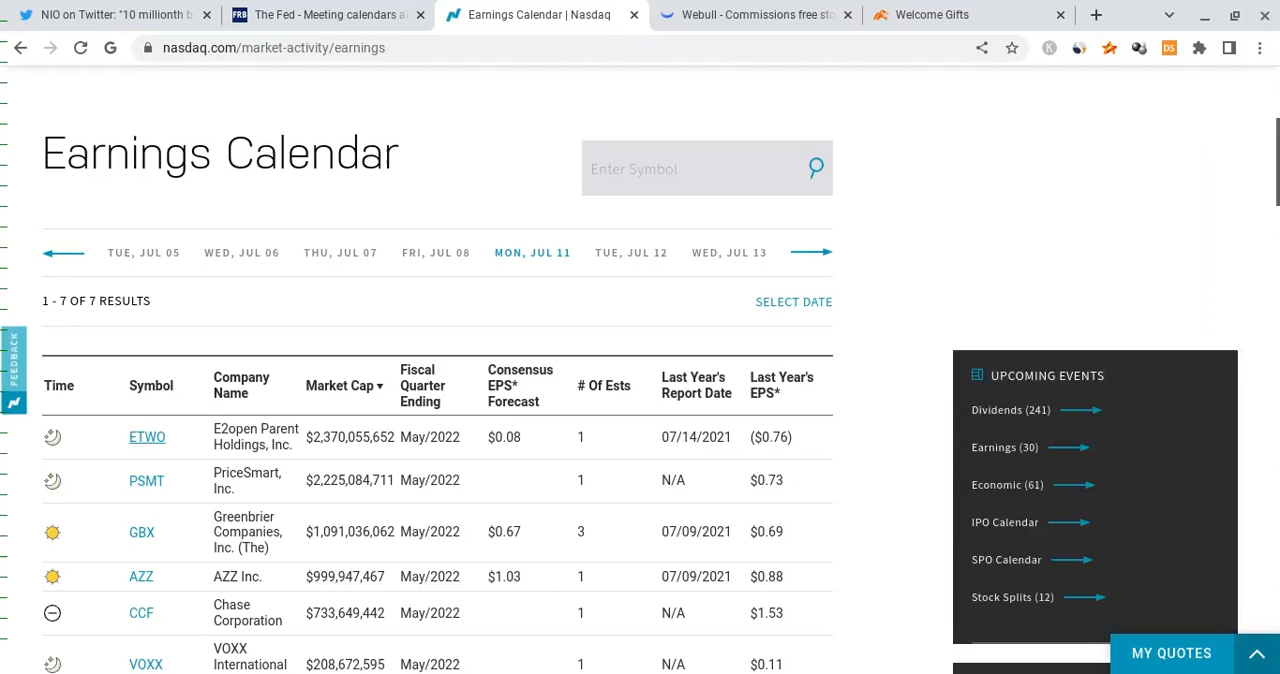 NIO on Twitter: "10 millionth b
The Fed - Meeting calendars a
Earnings Calendar | Nasdaq
Webull - Commissions free sto
Welcome Gifts
nasdaq.com/market-activity/earnings
Earnings Calendar
Enter Symbol
TUE, JUL 05 WED, JUL 06 THU, JUL 07 FRI, JUL 08 MON, JUL 11 TUE, JUL 12 WED, JUL 13
1 - 7 OF 7 RESULTS SELECT DATE
FEEDBACK
Time Symbol Company Name Market Cap Fiscal Quarter Ending Consensus EPS* Forecast # Of Ests Last Year's Report Date Last Year's EPS*
ETWO E2open Parent Holdings, Inc. $2,370,055,652 May/2022 $0.08 1 07/14/2021 ($0.76)
PSMT PriceSmart, Inc. $2,225,084,711 May/2022 1 N/A $0.73
GBX Greenbrier Companies, Inc. (The) $1,091,036,062 May/2022 $0.67 3 07/09/2021 $0.69
AZZ AZZ Inc. $999,947,467 May/2022 $1.03 1 07/09/2021 $0.88
CCF Chase Corporation $733,649,442 May/2022 1 N/A $1.53
VOXX VOXX International $208,672,595 May/2022 1 N/A $0.11
UPCOMING EVENTS
Dividends (241)
Earnings (30)
Economic (61)
IPO Calendar
SPO Calendar
Stock Splits (12)
MY QUOTES
FRB
K
DS